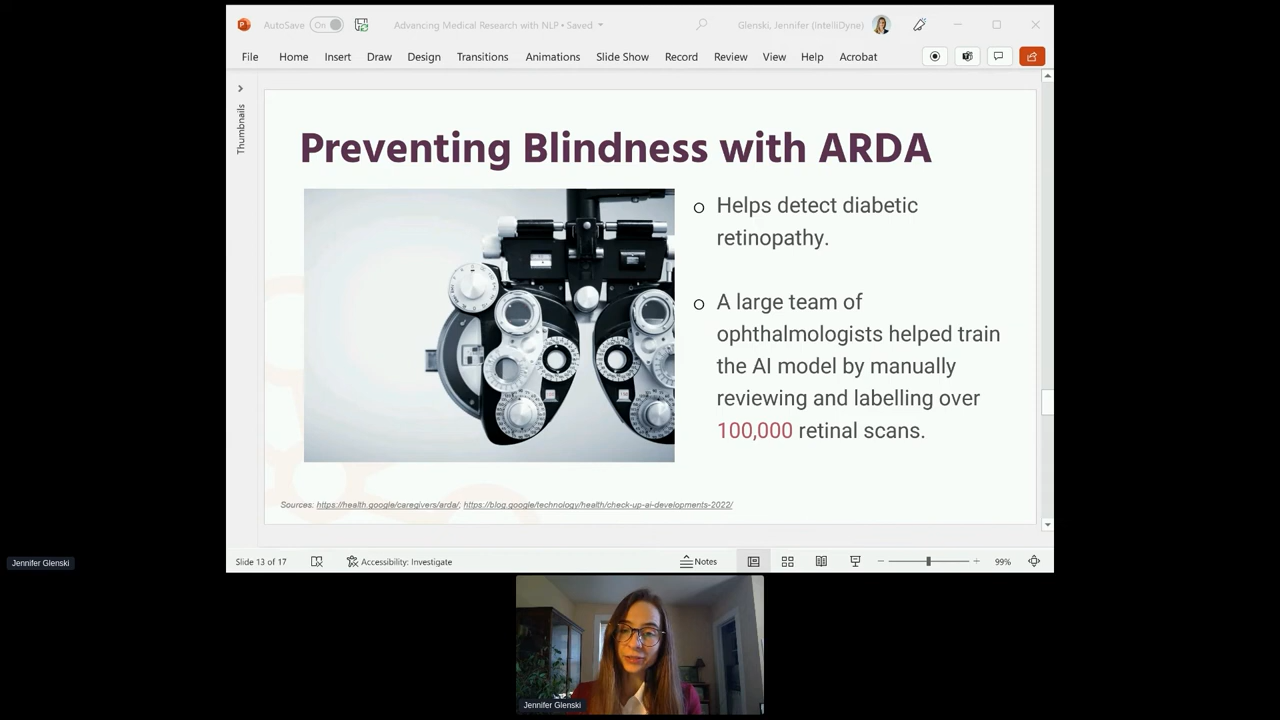 AutoSave
On
Advancing Medical Research with NLP • Saved
Glenski, Jennifer (IntelliDyne)
File Home Insert Draw Design Transitions Animations Slide Show Record Review View Help Acrobat
Thumbnails
Preventing Blindness with ARDA
Helps detect diabetic
retinopathy.
A large team of
ophthalmologists helped train
the AI model by manually
reviewing and labelling over
100,000 retinal scans.
Sources: https://health.google/caregivers/arda/; https://blog.google/technology/health/check-up-ai-developments-2022/
Slide 13 of 17
Accessibility: Investigate
Notes
99%
Jennifer Glenski
Jennifer Glenski